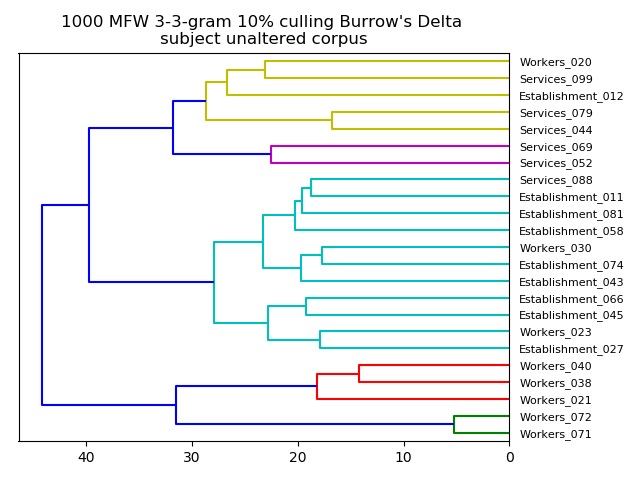 1000 MFW 3-3-gram 10% culling Burrow's Delta
subject unaltered corpus
Workers_020
Services_099
Establishment_012
Services_079
Services_044
Services_069
Services_052
Services_088
Establishment_011
Establishment_081
Establishment_058
Workers_030
Establishment_074
Establishment_043
Establishment_066
Establishment_045
Workers_023
Establishment_027
Workers_040
Workers_038
Workers_021
Workers_072
Workers_071
40 30 20 10 0